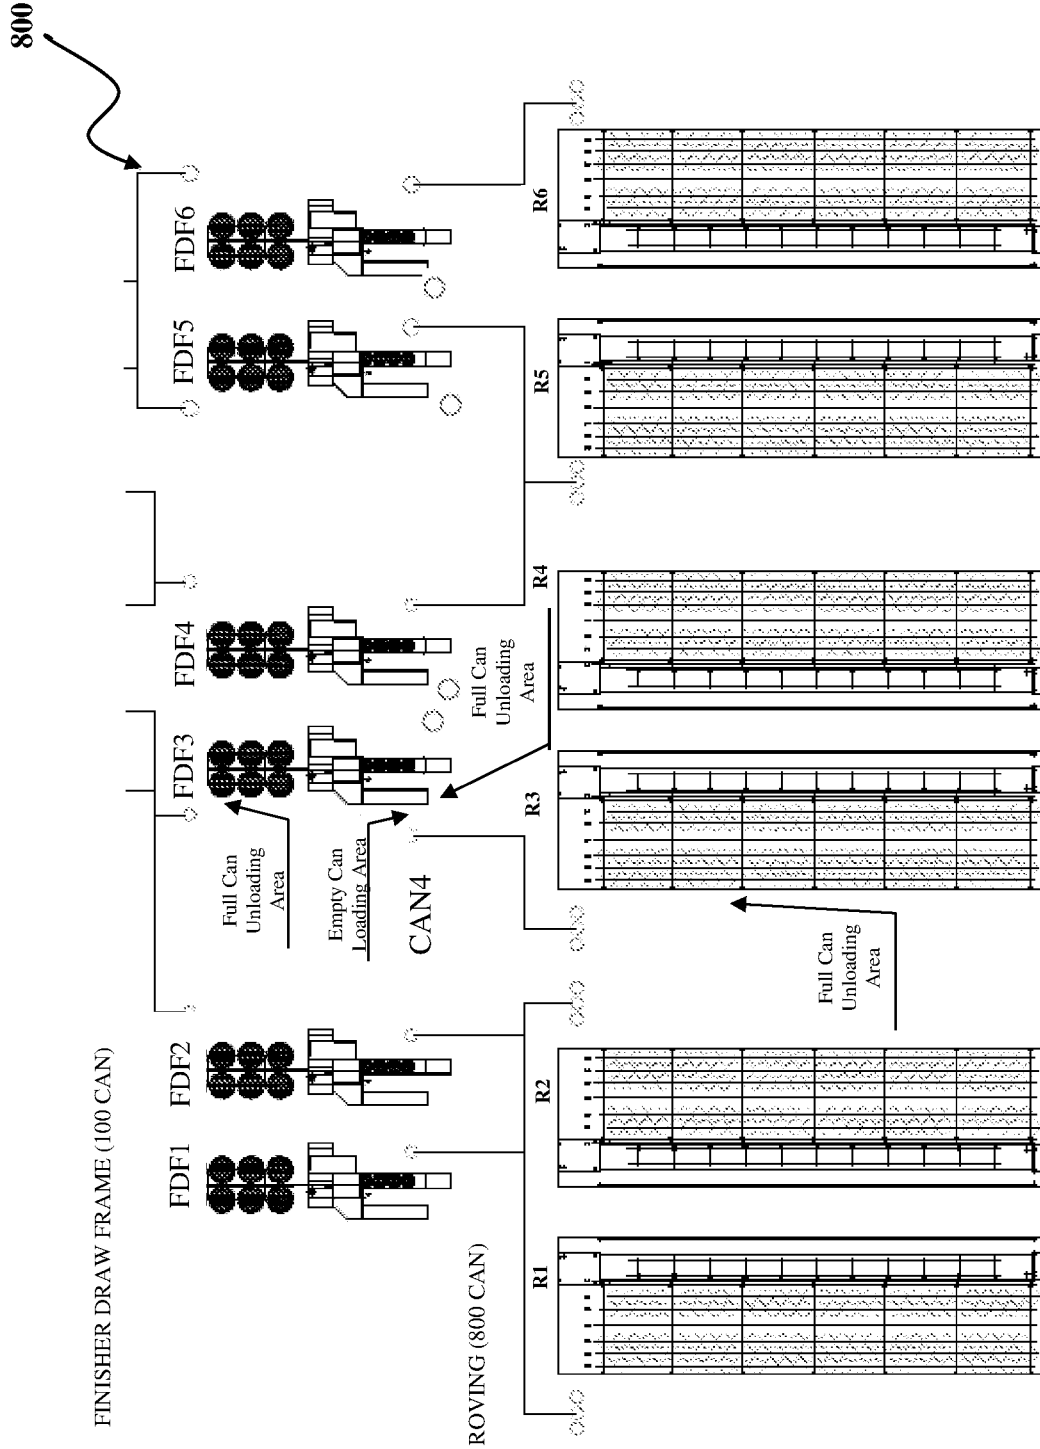 800
FINISHER DRAW FRAME (100 CAN)
FDF1
FDF2
FDF3
FDF4
FDF5
FDF6
Full Can
Unloading
Area
Empty Can
Loading Area
CAN4
Full Can
Unloading
Area
ROVING (800 CAN)
R1
R2
R3
R4
R5
R6
Full Can
Unloading
Area